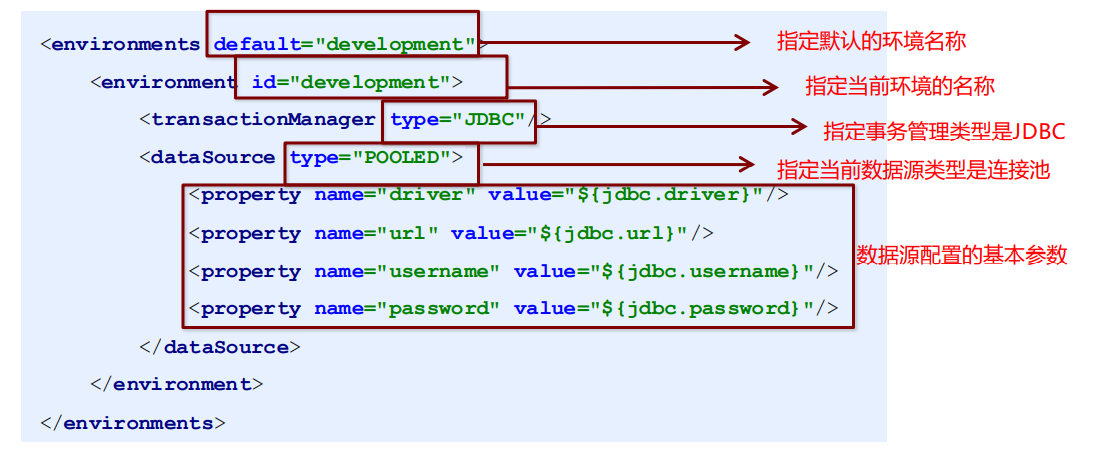 <environments default="development">
指定默认的环境名称
<environment id="development">
指定当前环境的名称
<transactionManager type="JDBC"/>
指定事务管理类型是JDBC
<dataSource type="POOLED">
指定当前数据源类型是连接池
<property name="driver" value="${jdbc.driver}"/>
<property name="url" value="${jdbc.url}"/>
数据源配置的基本参数
<property name="username" value="${jdbc.username}"/>
<property name="password" value="${jdbc.password}"/>
</dataSource>
</environment>
</environments>